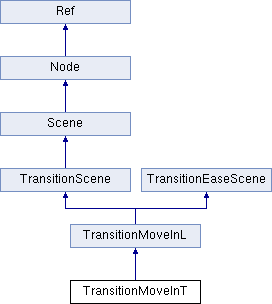 Ref
Node
Scene
TransitionScene
TransitionEaseScene
TransitionMoveInL
TransitionMoveInT